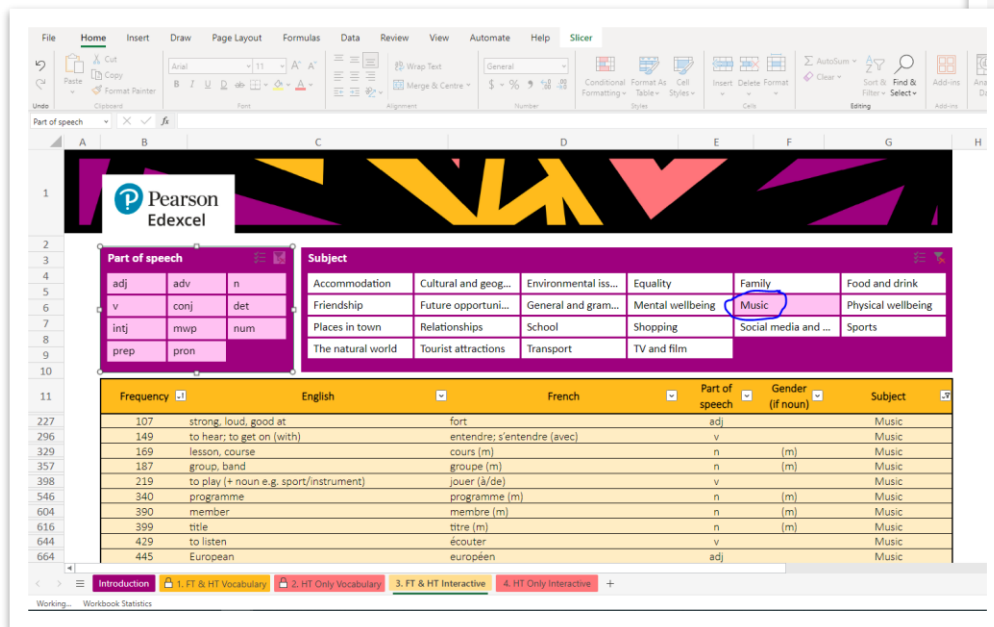 File Home Insert Draw Page Layout Formulas Data Review View Automate Help Slicer
Cut
Copy
Paste Format Painter
Arial 11
Wrap Text
Merge & Centre
General
Conditional Formatting Format As Table Cell Styles
Insert Delete Format
AutoSum
Clear
Sort & Filter Find & Select
Add-ins
Undo Clipboard Font Alignment Number Styles Cells Editing Add-ins
Part of speech fx
A B C D E F G H
1
Pearson
Edexcel
2
3
4
5
6
7
8
9
10
Part of speech
adj adv n
v conj det
intj mwp num
prep pron
Subject
Accommodation Cultural and geog... Environmental iss... Equality Family Food and drink
Friendship Future opportuni... General and gram... Mental wellbeing Music Physical wellbeing
Places in town Relationships School Shopping Social media and ... Sports
The natural world Tourist attractions Transport TV and film
11 Frequency English French Part of speech Gender (if noun) Subject
227 107 strong, loud, good at fort adj Music
296 149 to hear; to get on (with) entendre; s'entendre (avec) v Music
329 169 lesson, course cours (m) n (m) Music
357 187 group, band groupe (m) n (m) Music
398 219 to play (+ noun e.g. sport/instrument) jouer (à/de) v Music
546 340 programme programme (m) n (m) Music
604 390 member membre (m) n (m) Music
616 399 title titre (m) n (m) Music
644 429 to listen écouter v Music
664 445 European européen adj Music
Introduction 1. FT & HT Vocabulary 2. HT Only Vocabulary 3. FT & HT Interactive 4. HT Only Interactive +
Working... Workbook Statistics